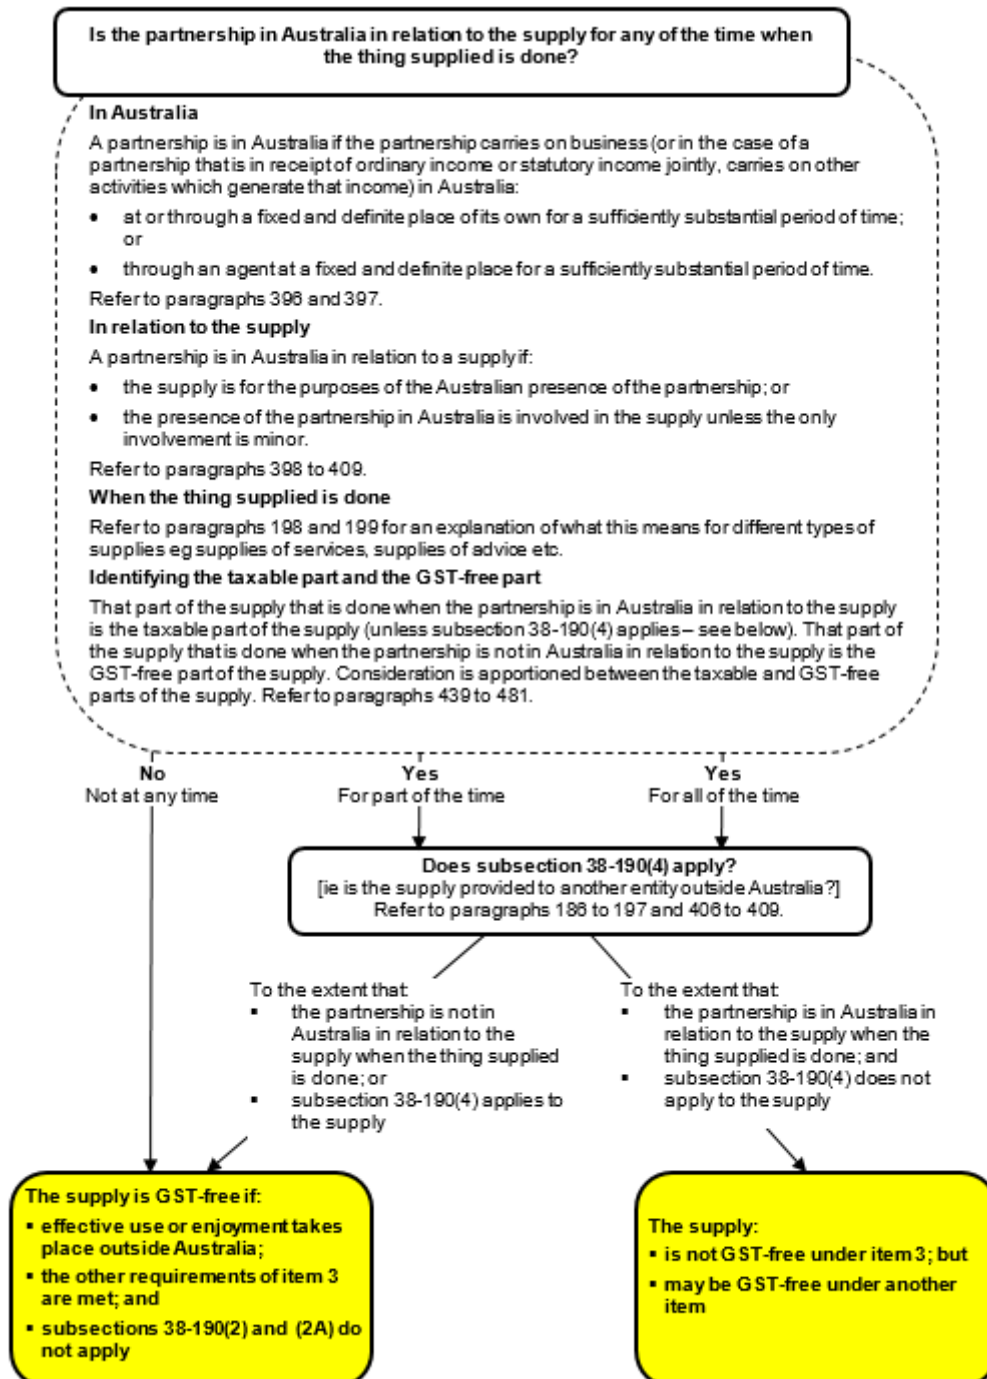 Is the partnership in Australia in relation to the supply for any of the time when
the thing supplied is done?
In Australia
A partnership is in Australia if the partnership carries on business (or in the case of a
partnership that is in receipt of ordinary income or statutory income jointly, carries on other
activities which generate that income) in Australia:
• at or through a fixed and definite place of its own for a sufficiently substantial period of time;
or
• through an agent at a fixed and definite place for a sufficiently substantial period of time.
Refer to paragraphs 396 and 397.
In relation to the supply
A partnership is in Australia in relation to a supply if:
• the supply is for the purposes of the Australian presence of the partnership; or
• the presence of the partnership in Australia is involved in the supply unless the only
involvement is minor.
Refer to paragraphs 398 to 409.
When the thing supplied is done
Refer to paragraphs 198 and 199 for an explanation of what this means for different types of
supplies eg supplies of services, supplies of advice etc.
Identifying the taxable part and the GST-free part
That part of the supply that is done when the partnership is in Australia in relation to the supply
is the taxable part of the supply (unless subsection 38-190(4) applies – see below). That part of
the supply that is done when the partnership is not in Australia in relation to the supply is the
GST-free part of the supply. Consideration is apportioned between the taxable and GST-free
parts of the supply. Refer to paragraphs 439 to 481.
No
Not at any time
Yes
For part of the time
Yes
For all of the time
Does subsection 38-190(4) apply?
[ie is the supply provided to another entity outside Australia?]
Refer to paragraphs 186 to 197 and 406 to 409.
To the extent that:
▪ the partnership is not in
Australia in relation to the
supply when the thing supplied
is done; or
▪ subsection 38-190(4) applies to
the supply
To the extent that:
▪ the partnership is in Australia in
relation to the supply when the
thing supplied is done; and
▪ subsection 38-190(4) does not
apply to the supply
The supply is GST-free if:
▪ effective use or enjoyment takes
place outside Australia;
▪ the other requirements of item 3
are met; and
▪ subsections 38-190(2) and (2A) do
not apply
The supply:
▪ is not GST-free under item 3; but
▪ may be GST-free under another
item